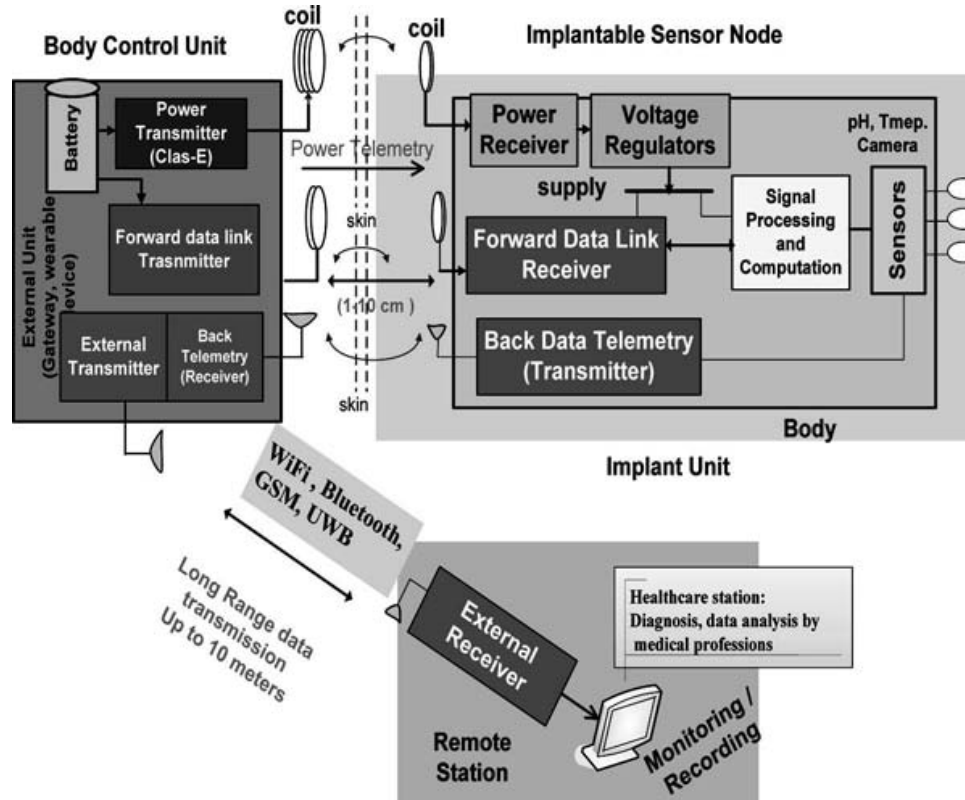 Body Control Unit
coil
coil
Implantable Sensor Node
Battery
Power
Transmitter
(Clas-E)
Forward data link
Trasnmitter
External Unit
(Gateway, wearable
device)
External
Transmitter
Back
Telemetry
(Receiver)
Power Telemetry
skin
(1-10 cm )
skin
Power
Receiver
Voltage
Regulators
supply
Forward Data Link
Receiver
Signal
Processing
and
Computation
pH, Tmep.
Camera
Sensors
Back Data Telemetry
(Transmitter)
Body
Implant Unit
WiFi , Bluetooth,
GSM, UWB
Long Range data
transmission
Up to 10 meters
External
Receiver
Healthcare station:
Diagnosis, data analysis by
medical professions
Remote
Station
Monitoring /
Recording